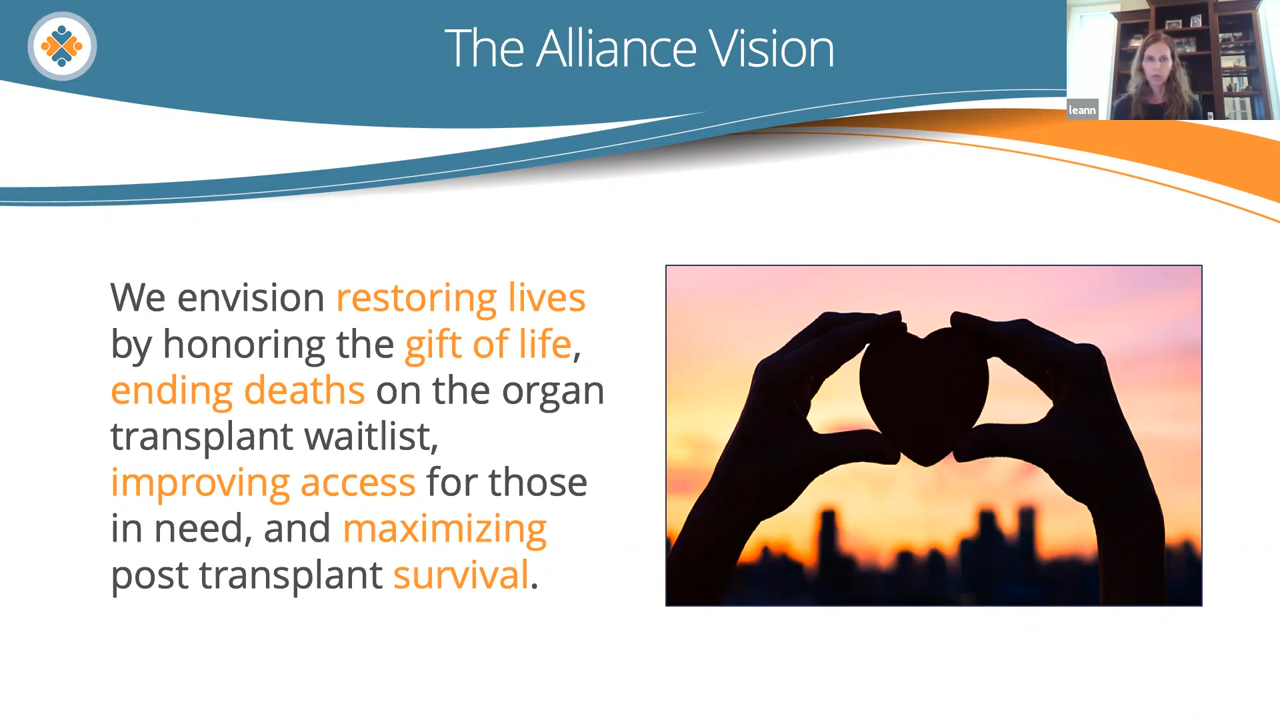 The Alliance Vision
leann
We envision restoring lives
by honoring the gift of life,
ending deaths on the organ
transplant waitlist,
improving access for those
in need, and maximizing
post transplant survival.